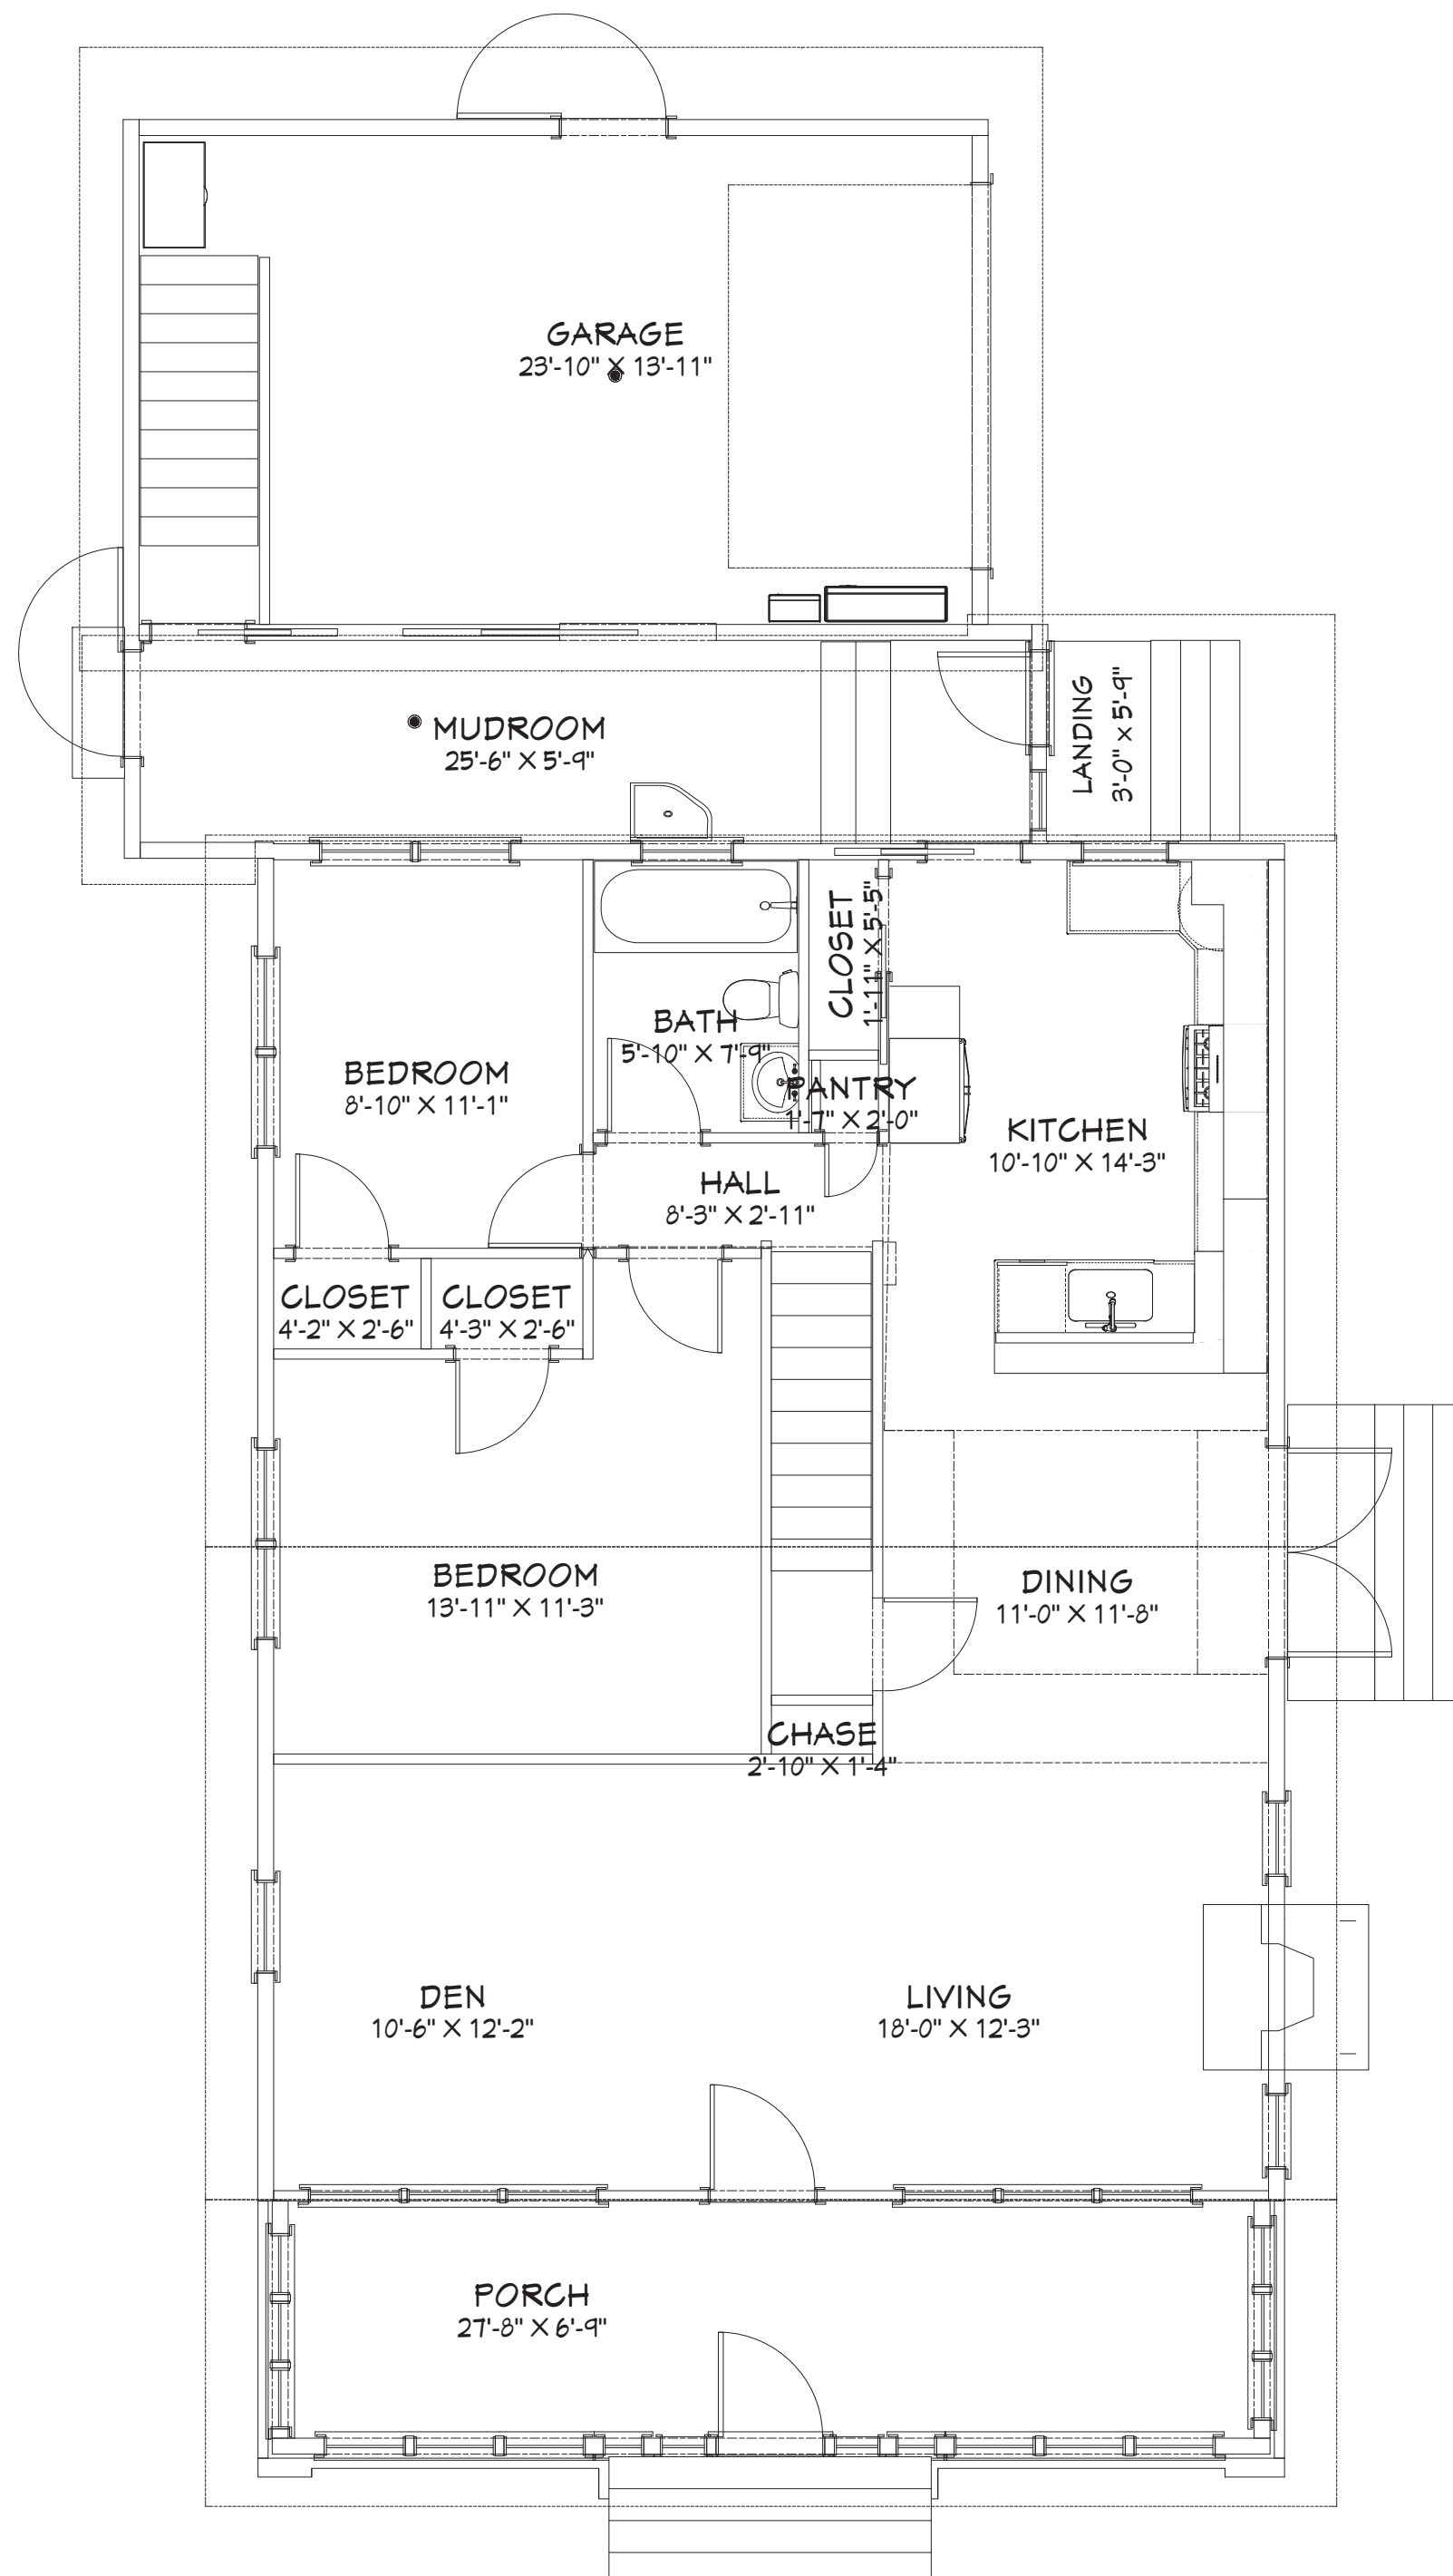 GARAGE
23'-10" X 13'-11"
MUDROOM
25'-6" X 5'-9"
LANDING
3'-0" x 5'-9"
CLOSET
1'-11" X 5'-5"
BATH
5'-10" X 7'-9"
BEDROOM
8'-10" X 11'-1"
PANTRY
1'-7" X 2'-0"
KITCHEN
10'-10" X 14'-3"
HALL
8'-3" X 2'-11"
CLOSET
4'-2" X 2'-6"
CLOSET
4'-3" X 2'-6"
BEDROOM
13'-11" X 11'-3"
DINING
11'-0" X 11'-8"
CHASE
2'-10" X 1'-4"
DEN
10'-6" X 12'-2"
LIVING
18'-0" X 12'-3"
PORCH
27'-8" X 6'-9"